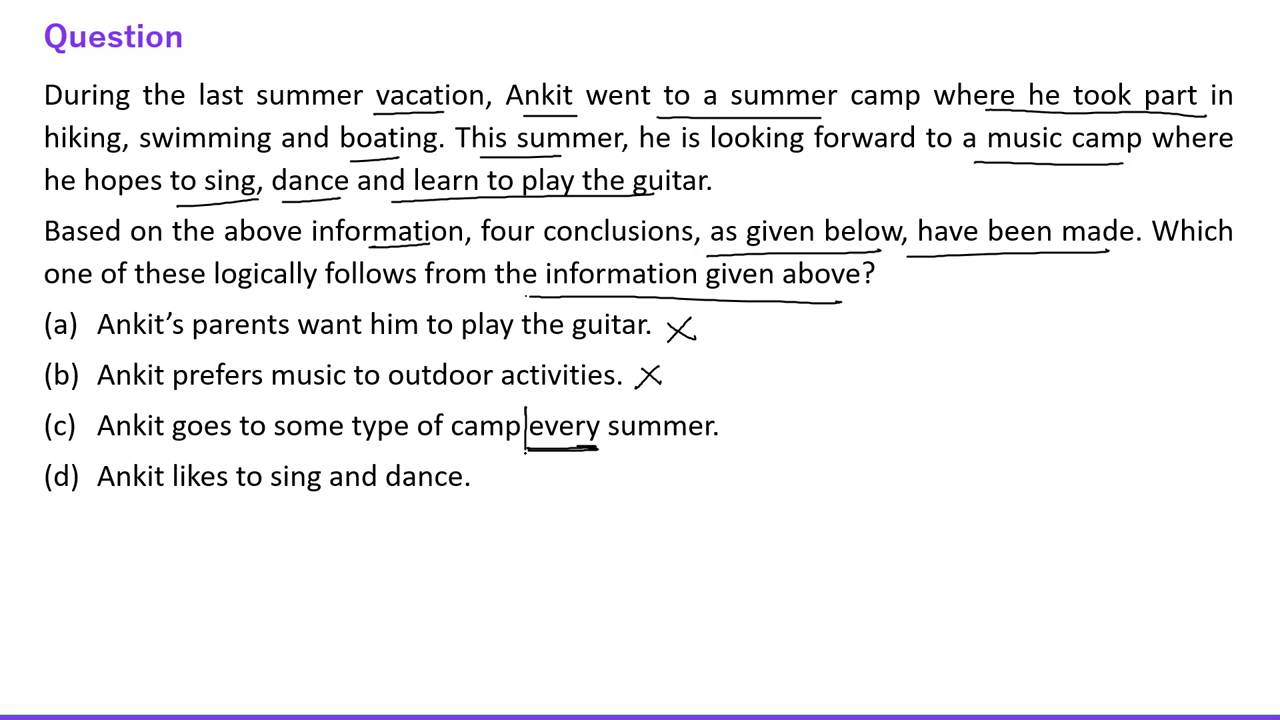 Question
During the last summer vacation, Ankit went to a summer camp where he took part in
hiking, swimming and boating. This summer, he is looking forward to a music camp where
he hopes to sing, dance and learn to play the guitar.
Based on the above information, four conclusions, as given below, have been made. Which
one of these logically follows from the information given above?
(a) Ankit’s parents want him to play the guitar.
(b) Ankit prefers music to outdoor activities.
(c) Ankit goes to some type of camp every summer.
(d) Ankit likes to sing and dance.